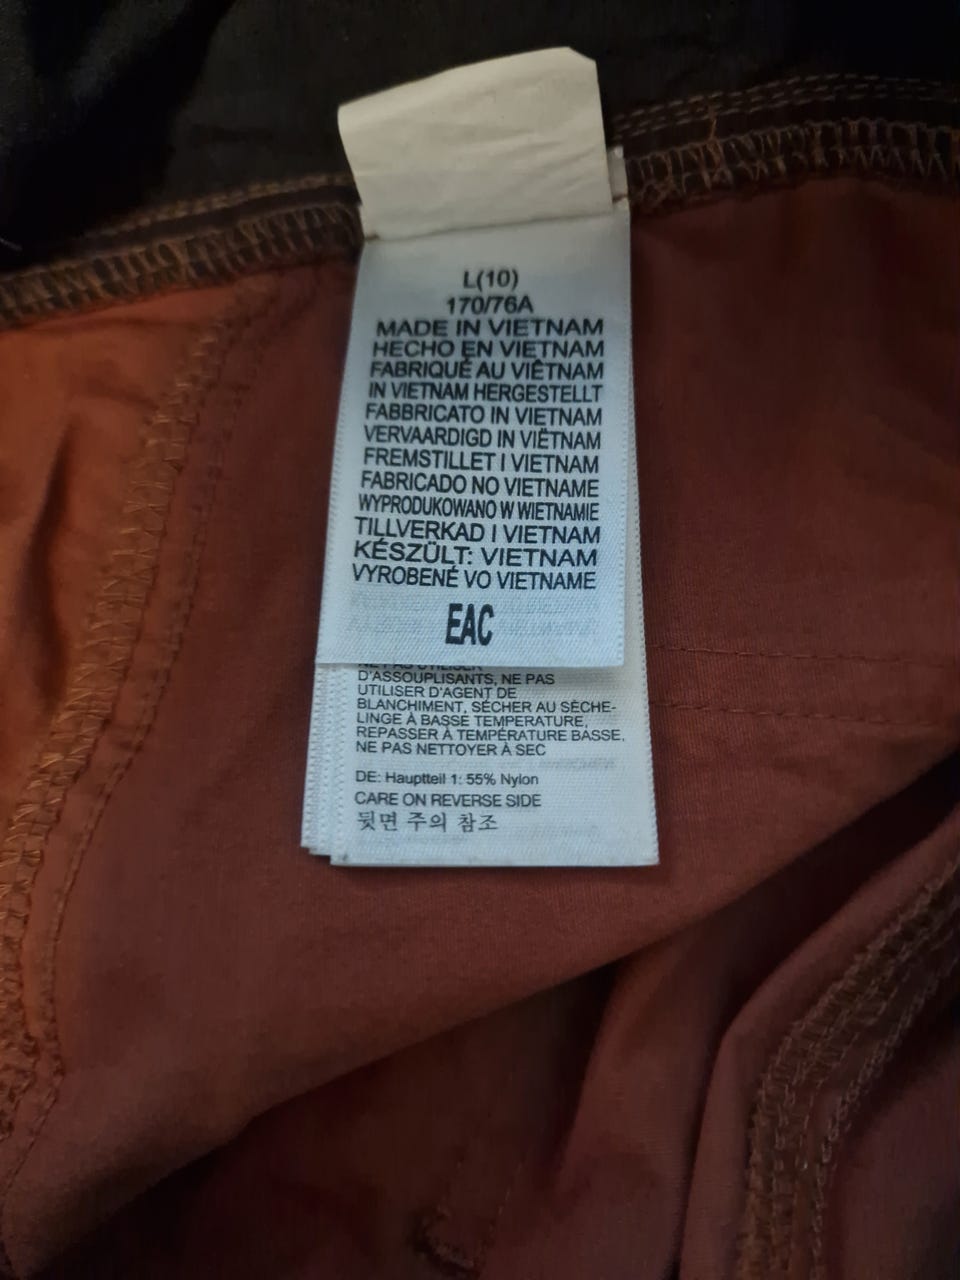 L(10)
170/76A
MADE IN VIETNAM
HECHO EN VIETNAM
FABRIQUÉ AU VIÊTNAM
IN VIETNAM HERGESTELLT
FABBRICATO IN VIETNAM
VERVAARDIGD IN VIËTNAM
FREMSTILLET I VIETNAM
FABRICADO NO VIETNAME
WYPRODUKOWANO W WIETNAMIE
TILLVERKAD I VIETNAM
KÉSZÜLT: VIETNAM
VYROBENÉ VO VIETNAME
EAC
NE PAS UTILISER
D'ASSOUPLISANTS, NE PAS
UTILISER D'AGENT DE
BLANCHIMENT, SÉCHER AU SÈCHE-
LINGE À BASSE TEMPERATURE,
REPASSER À TEMPÉRATURE BASSE,
NE PAS NETTOYER À SEC
DE: Hauptteil 1: 55% Nylon
CARE ON REVERSE SIDE
뒷면 주의 참조